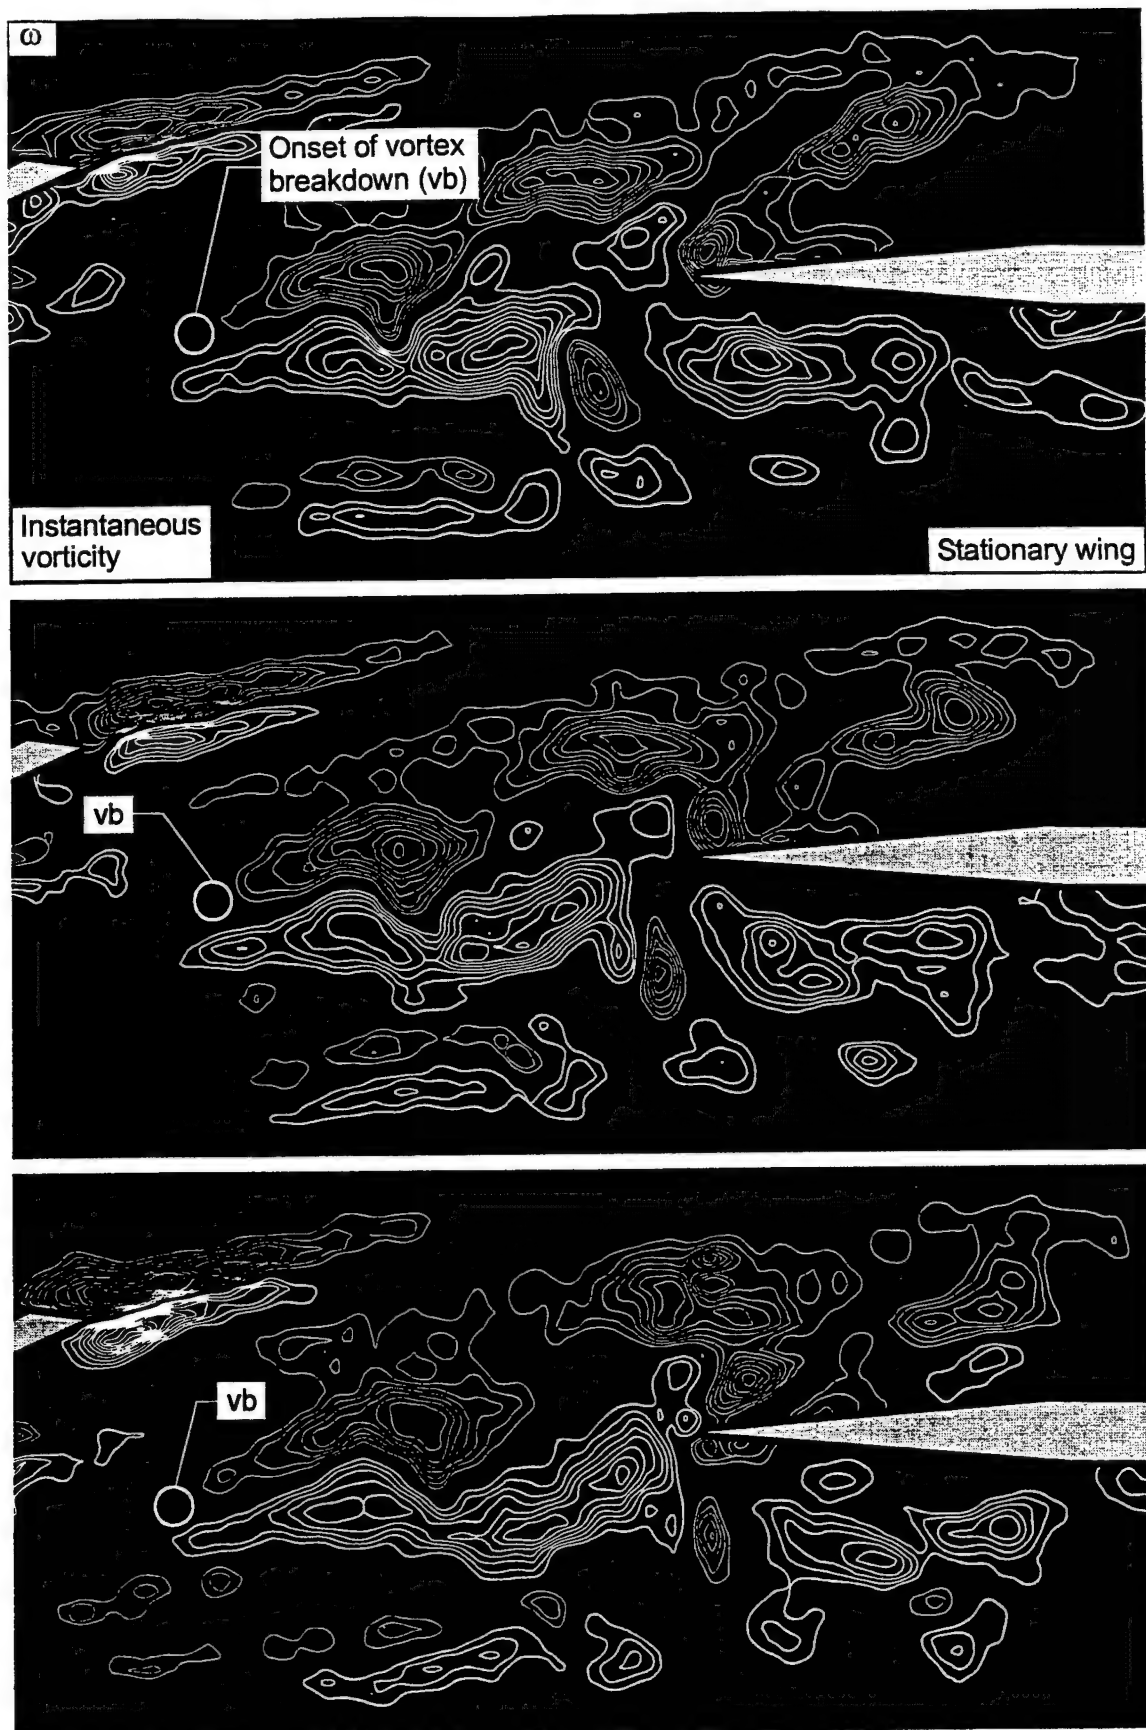 ω
Onset of vortex
breakdown (vb)
Instantaneous
vorticity
Stationary wing
vb
vb